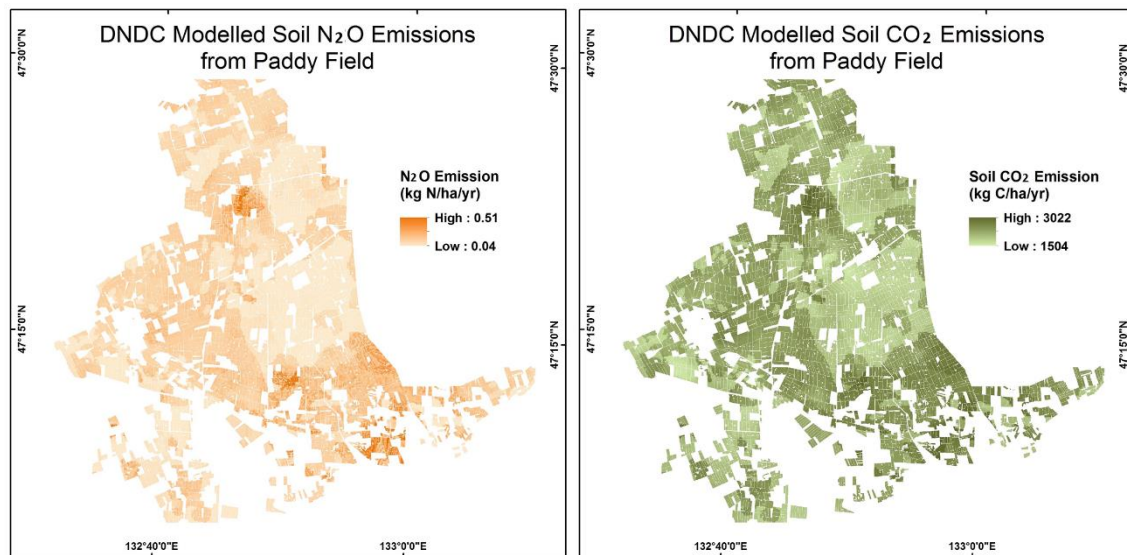 DNDC Modelled Soil N₂O Emissions
from Paddy Field
47°30'0"N
47°30'0"N
N₂O Emission
(kg N/ha/yr)
High : 0.51
Low : 0.04
47°15'0"N
47°15'0"N
132°40'0"E
133°0'0"E
DNDC Modelled Soil CO₂ Emissions
from Paddy Field
47°30'0"N
47°30'0"N
Soil CO₂ Emission
(kg C/ha/yr)
High : 3022
Low : 1504
47°15'0"N
47°15'0"N
132°40'0"E
133°0'0"E